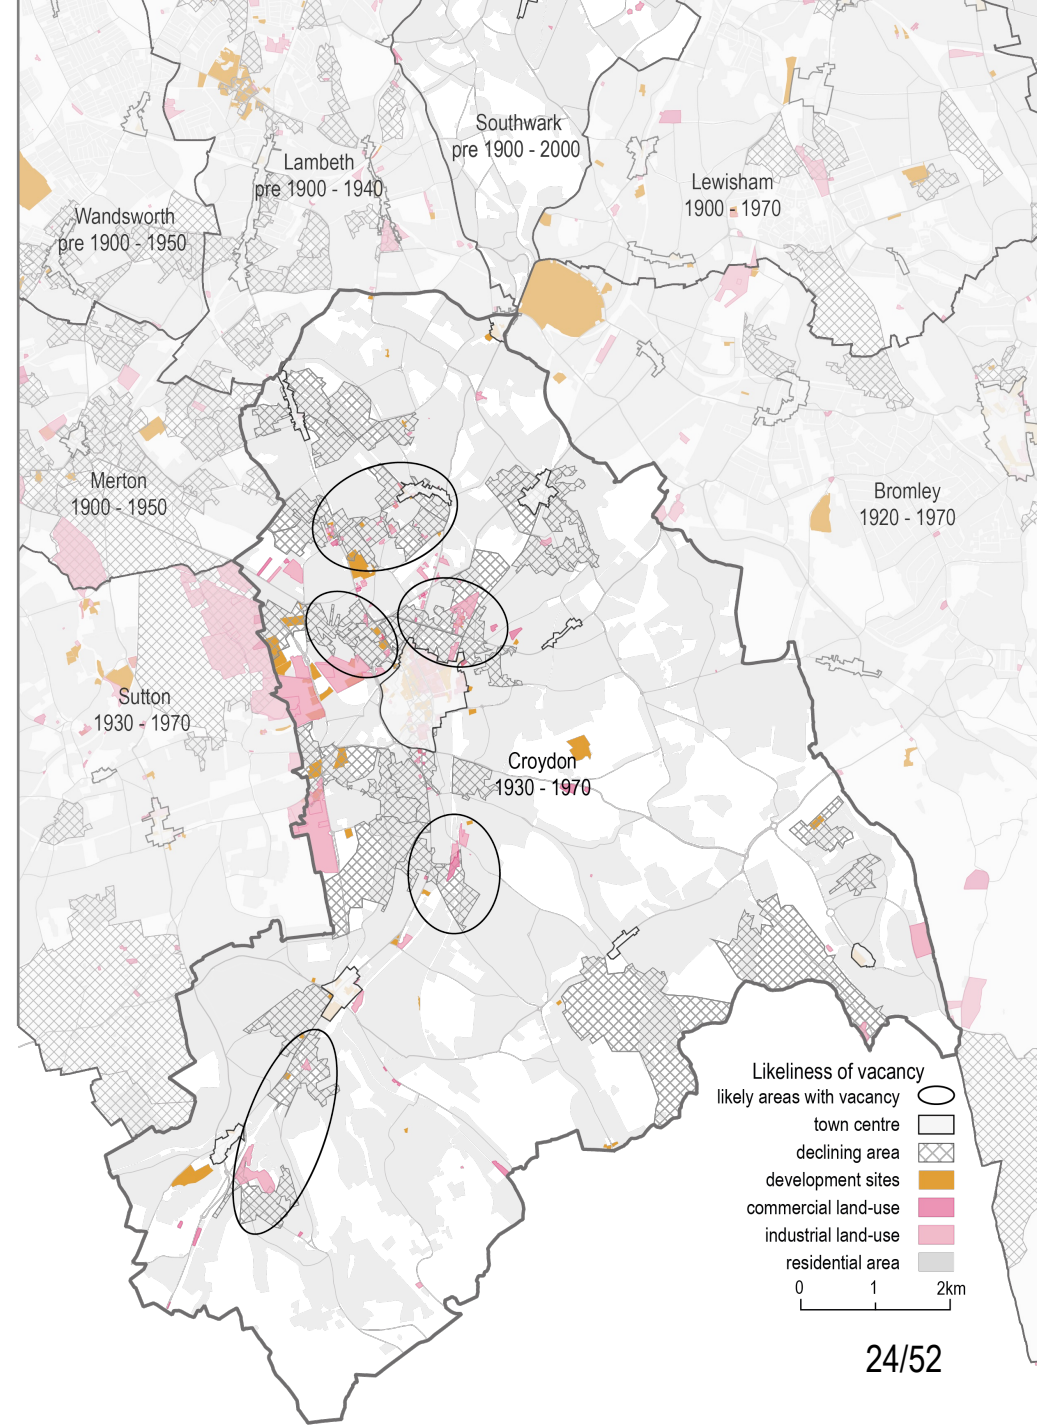 Southwark
pre 1900 - 2000
Lambeth
pre 1900 - 1940
Lewisham
1900 - 1970
Wandsworth
pre 1900 - 1950
Merton
1900 - 1950
Bromley
1920 - 1970
Sutton
1930 - 1970
Croydon
1930 - 1970
Likeliness of vacancy
likely areas with vacancy
town centre
declining area
development sites
commercial land-use
industrial land-use
residential area
0 1 2km
24/52